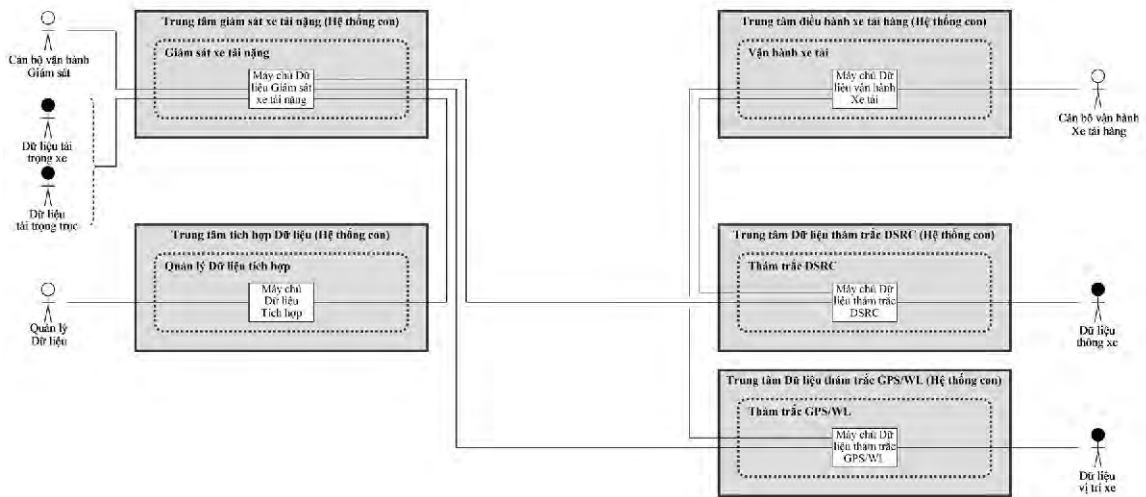 Trung tâm giám sát xe tải nặng (Hệ thống con)
Giám sát xe tải nặng
Máy chủ Dữ
liệu Giám sát
xe tải nặng
Cán bộ vận hành
Giám sát
Dữ liệu tải
trọng xe
Dữ liệu
tải trọng trục
Trung tâm tích hợp Dữ liệu (Hệ thống con)
Quản lý Dữ liệu tích hợp
Máy chủ
Dữ liệu
Tích hợp
Quản lý
Dữ liệu
Trung tâm điều hành xe tải hàng (Hệ thống con)
Vận hành xe tải
Máy chủ Dữ
liệu vận hành
Xe tải
Cán bộ vận hành
Xe tải hàng
Trung tâm Dữ liệu thám trắc DSRC (Hệ thống con)
Thám trắc DSRC
Máy chủ Dữ
liệu thám trắc
DSRC
Dữ liệu
thông xe
Trung tâm Dữ liệu thám trắc GPS/WL (Hệ thống con)
Thám trắc GPS/WL
Máy chủ Dữ
liệu thám trắc
GPS/WL
Dữ liệu
vị trí xe